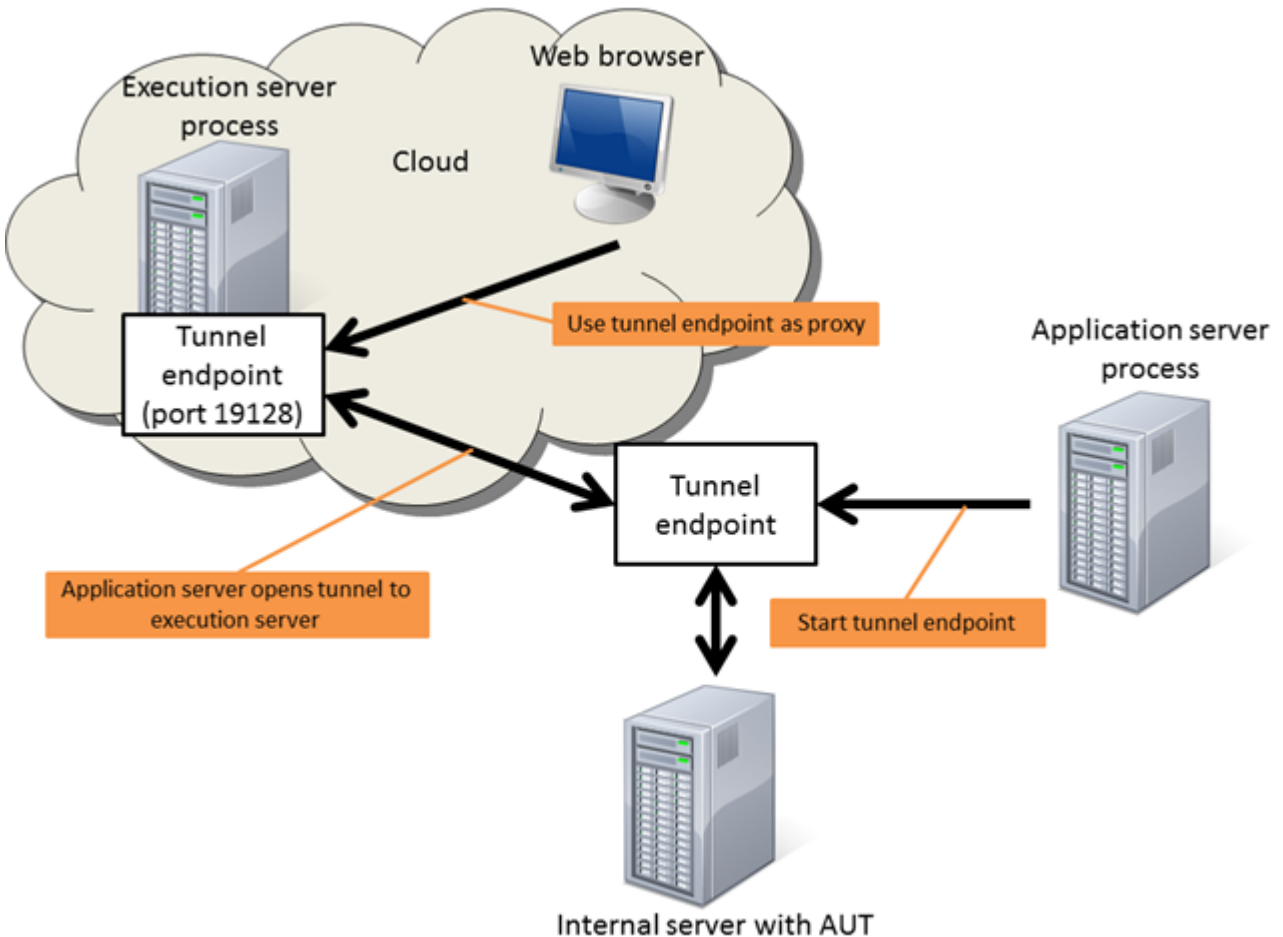 Web browser
Execution server
process
Cloud
Use tunnel endpoint as proxy
Tunnel
endpoint
(port 19128)
Application server
process
Tunnel
endpoint
Application server opens tunnel to
execution server
Start tunnel endpoint
Internal server with AUT